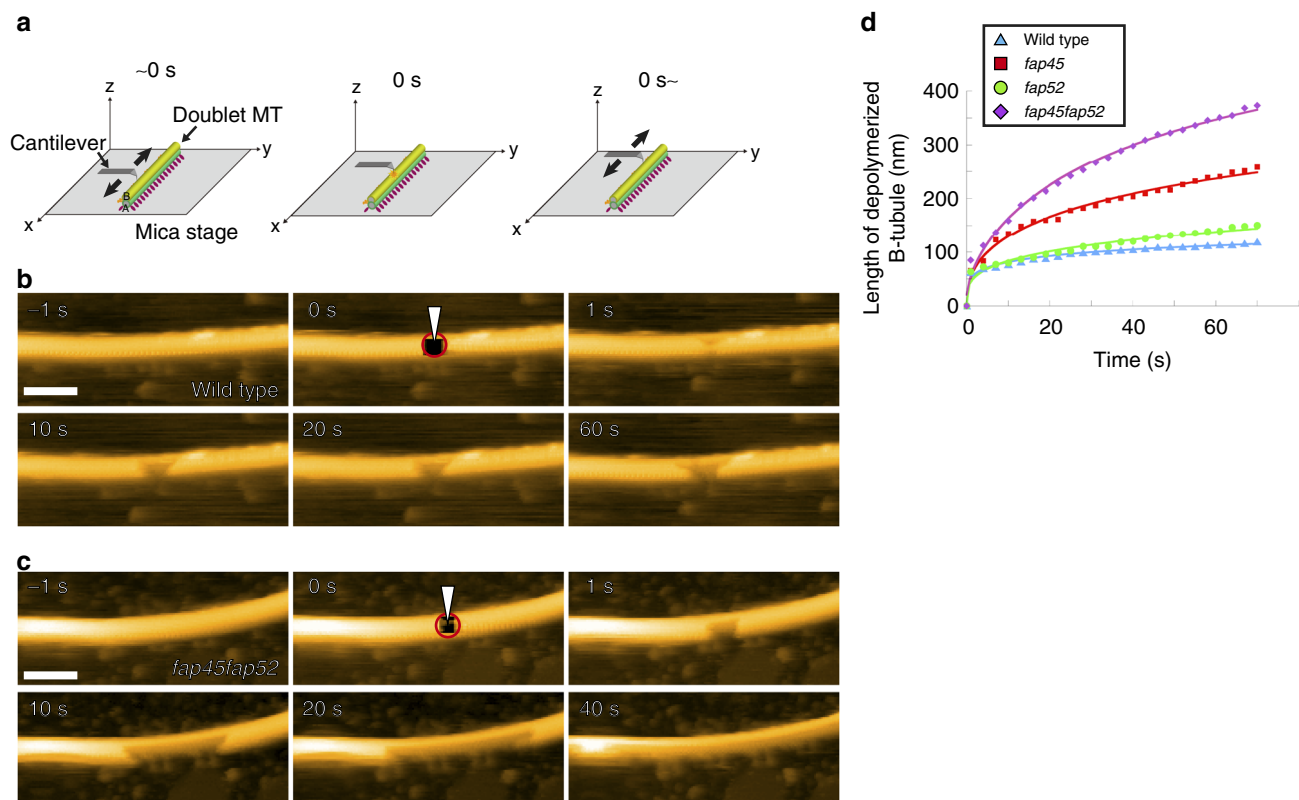 a
~0 s
0 s
0 s~
z
z
z
Doublet MT
Cantilever
y
y
y
B
A
x
x
x
Mica stage
b
–1 s
0 s
1 s
Wild type
10 s
20 s
60 s
c
–1 s
0 s
1 s
fap45fap52
10 s
20 s
40 s
d
Wild type
fap45
fap52
fap45fap52
Length of depolymerized
B-tubule (nm)
400
350
300
200
100
0
0
20
40
60
Time (s)